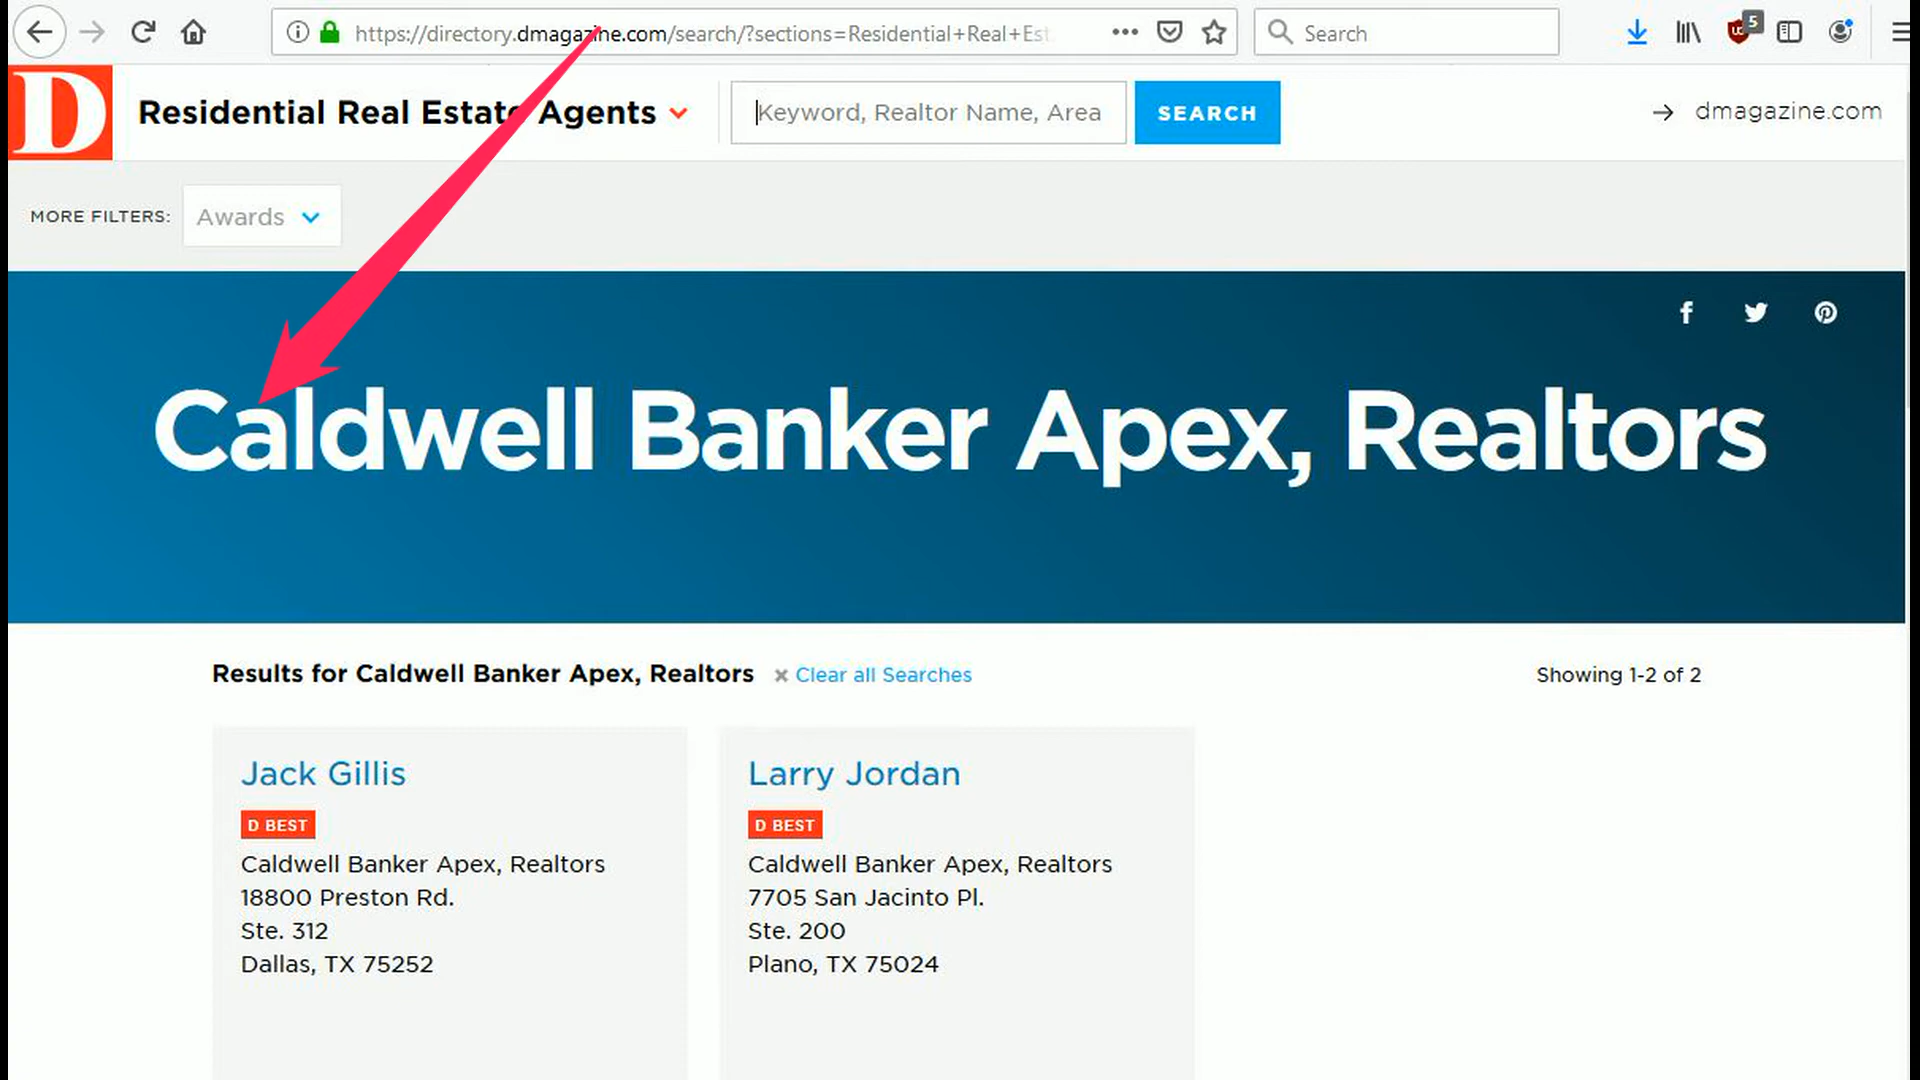 https://directory.dmagazine.com/search/?sections=Residential+Real+Est
Search
5
D
Residential Real Estate Agents
Keyword, Realtor Name, Area
SEARCH
→ dmagazine.com
MORE FILTERS:
Awards
Caldwell Banker Apex, Realtors
Results for Caldwell Banker Apex, Realtors
× Clear all Searches
Showing 1-2 of 2
Jack Gillis
D BEST
Caldwell Banker Apex, Realtors
18800 Preston Rd.
Ste. 312
Dallas, TX 75252
Larry Jordan
D BEST
Caldwell Banker Apex, Realtors
7705 San Jacinto Pl.
Ste. 200
Plano, TX 75024